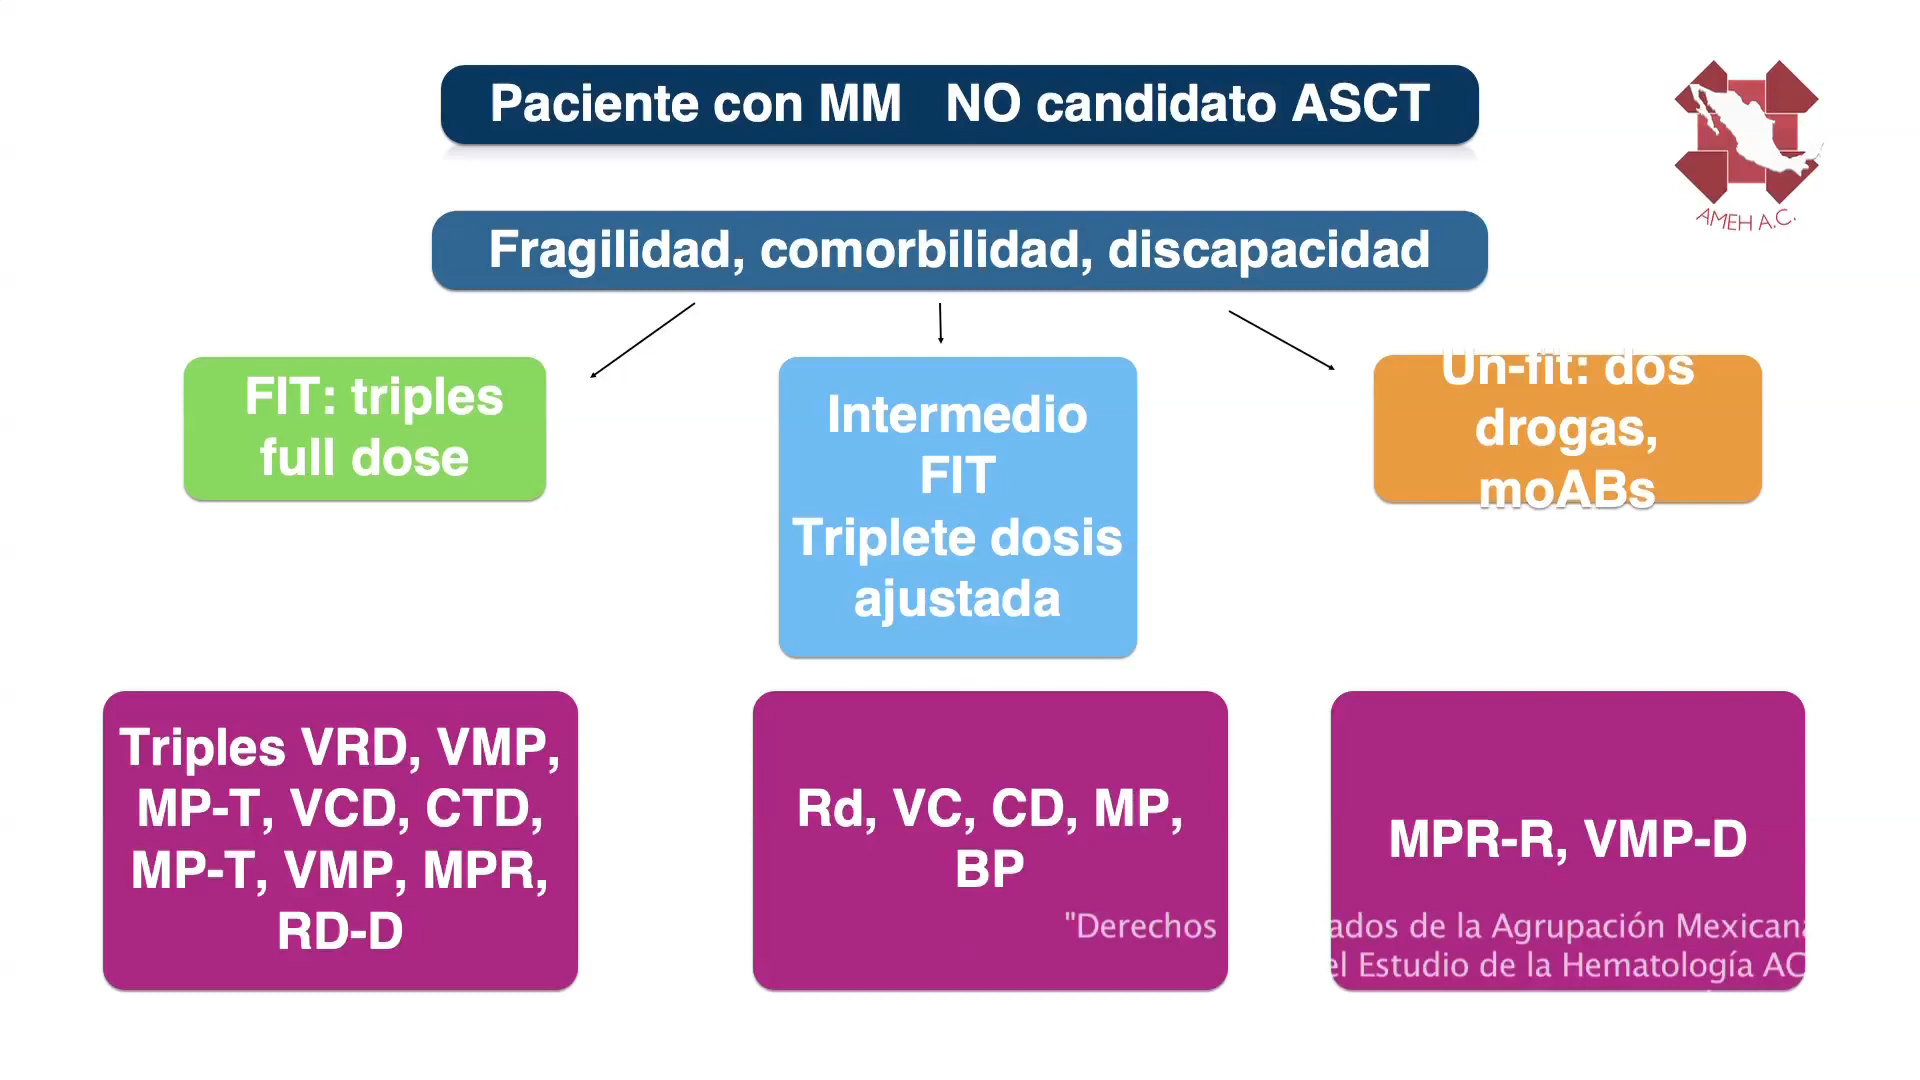 Paciente con MM NO candidato ASCT
AMEH A.C.
Fragilidad, comorbilidad, discapacidad
FIT: triples
full dose
Intermedio
FIT
Triplete dosis
ajustada
Un-fit: dos
drogas,
moABs
Triples VRD, VMP,
MP-T, VCD, CTD,
MP-T, VMP, MPR,
RD-D
Rd, VC, CD, MP,
BP
MPR-R, VMP-D
"Derechos de la Agrupación Mexicana
Estudio de la Hematología AC